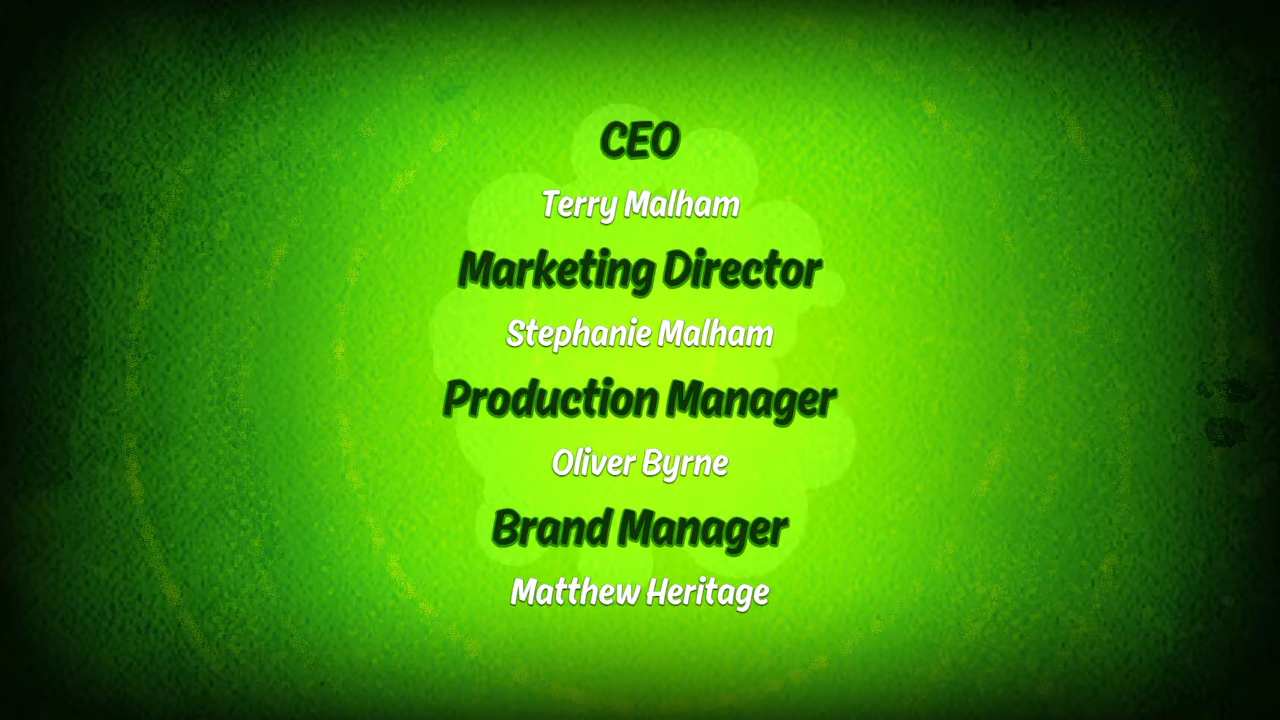 CEO
Terry Malham
Marketing Director
Stephanie Malham
Production Manager
Oliver Byrne
Brand Manager
Matthew Heritage